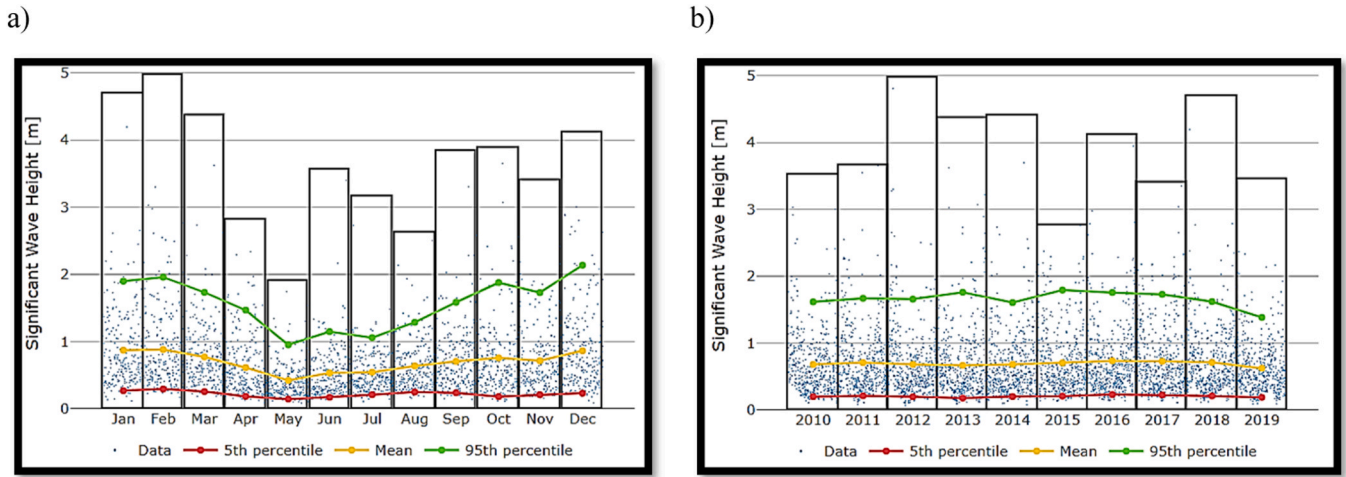 a)
b)
Significant Wave Height [m]
5
4
3
2
1
0
Jan Feb Mar Apr May Jun Jul Aug Sep Oct Nov Dec
Data 5th percentile Mean 95th percentile
Significant Wave Height [m]
5
4
3
2
1
0
2010 2011 2012 2013 2014 2015 2016 2017 2018 2019
Data 5th percentile Mean 95th percentile